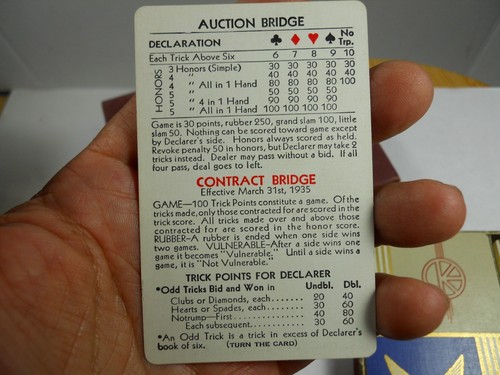 AUCTION BRIDGE
DECLARATION ♣ ♦ ♥ ♠ No Trp.
Each Trick Above Six 6 7 8 9 10
HONORS
3 Honors (Simple) 30 30 30 30 30
4 " 40 40 40 40 40
4 " All in 1 Hand 80 80 80 80 100
5 " 50 50 50 50
5 " 4 in 1 Hand 90 90 90 90
5 " All in 1 Hand 100 100 100 100
Game is 30 points, rubber 250, grand slam 100, little
slam 50. Nothing can be scored toward game except
by Declarer's side. Honors always scored as held.
Revoke penalty 50 in honors, but Declarer may take 2
tricks instead. Dealer may pass without a bid. If all
four pass, deal goes to left.
CONTRACT BRIDGE
Effective March 31st, 1935
GAME—100 Trick Points constitute a game. Of the
tricks made, only those contracted for are scored in the
trick score. All tricks made over and above those
contracted for are scored in the honor score.
RUBBER—A rubber is ended when one side wins
two games. VULNERABLE—After a side wins one
game it becomes "Vulnerable." Until a side wins a
game, it is "Not Vulnerable."
TRICK POINTS FOR DECLARER
*Odd Tricks Bid and Won in Undbl. Dbl.
Clubs or Diamonds, each....... 20 40
Hearts or Spades, each........ 30 60
Notrump—First................ 40 80
Each subsequent.... 30 60
*An Odd Trick is a trick in excess of Declarer's
book of six. (TURN THE CARD)